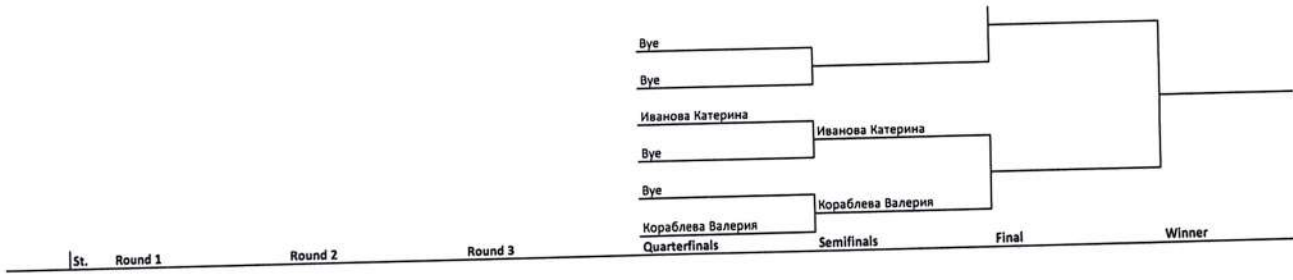 Bye
Bye
Иванова Катерина
Иванова Катерина
Bye
Bye
Кораблева Валерия
Кораблева Валерия
Quarterfinals Semifinals Final Winner
St. Round 1 Round 2 Round 3